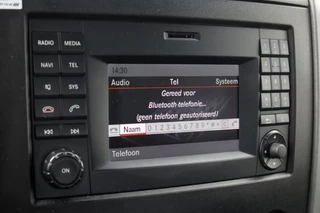 RADIO MEDIA
NAVI TEL
SYS
ON
14:30
Audio Tel Systeem
Gereed voor
Bluetooth-telefonie...
(geen telefoon geautoriseerd)
Naam 0123456789*#
Telefoon